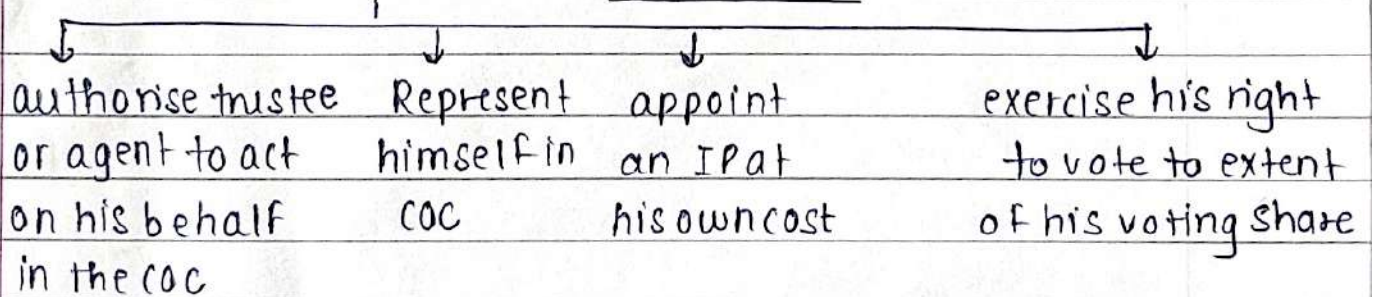 authorise trustee
or agent to act
on his behalf
in the COC
Represent
himself in
COC
appoint
an IP at
his own cost
exercise his right
to vote to extent
of his voting share